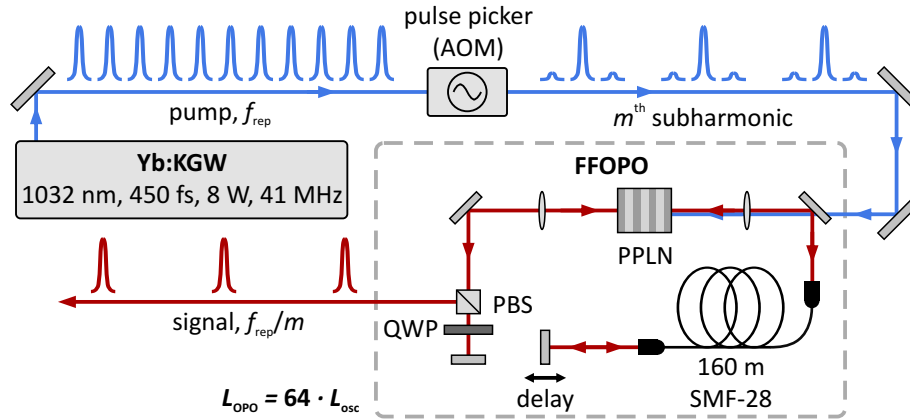 pulse picker
(AOM)
pump, f_rep
m^th subharmonic
Yb:KGW
1032 nm, 450 fs, 8 W, 41 MHz
FFOPO
PPLN
PBS
signal, f_rep/m
QWP
160 m
SMF-28
delay
L_OPO = 64 · L_osc